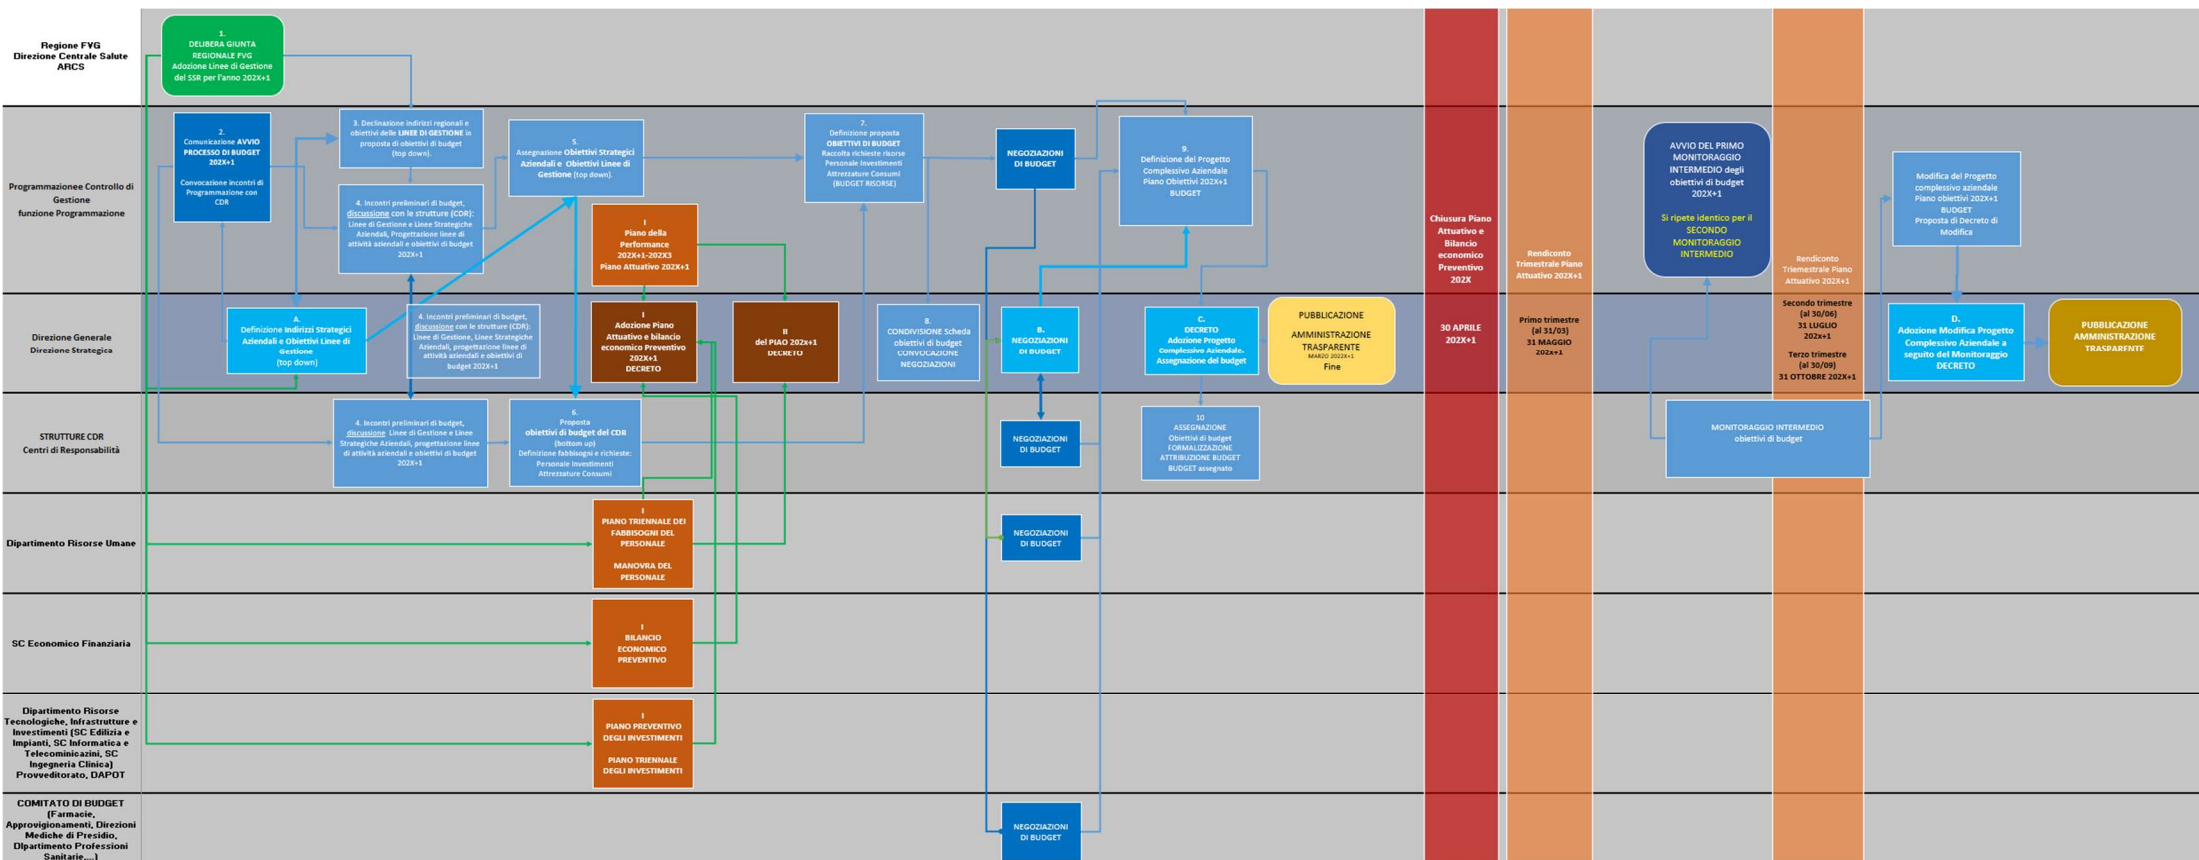 Regione FVG
Direzione Centrale Salute
ARCS
1.
DELIBERA GIUNTA
REGIONALE FVG
Adozione Linee di Gestione
del SSR per l'anno 202X+1
Programmazionee Controllo di
Gestione
funzione Programmazione
2.
Comunicazione AVVIO
PROCESSO DI BUDGET
202X+1
Convocazione incontri di
Programmazione con
CDR
3. Declinazione indirizzi regionali e
obiettivi delle LINEE DI GESTIONE in
proposta di obiettivi di budget
(top down).
4. Incontri preliminari di budget,
discussione con le strutture (CDR):
Linee di Gestione e Linee Strategiche
Aziendali, Progettazione linee di
attività aziendali e obiettivi di budget
202X+1
5.
Assegnazione Obiettivi Strategici
Aziendali e Obiettivi Linee di
Gestione (top down).
I
Piano della
Performance
202X+1-202X3
Piano Attuativo 202X+1
7.
Definizione proposta
OBIETTIVI DI BUDGET
Raccolta richieste risorse
Personale Investimenti
Attrezzature Consumi
(BUDGET RISORSE)
NEGOZIAZIONI
DI BUDGET
9.
Definizione del Progetto
Complessivo Aziendale
Piano Obiettivi 202X+1
BUDGET
Chiusura Piano
Attuativo e
Bilancio
economico
Preventivo
202X
30 APRILE
202X+1
Rendiconto
Trimestrale Piano
Attuativo 202X+1
Primo trimestre
(al 31/03)
31 MAGGIO
202x+1
AVVIO DEL PRIMO
MONITORAGGIO
INTERMEDIO degli
obiettivi di budget
202X+1
Si ripete identico per il
SECONDO
MONITORAGGIO
INTERMEDIO
Rendiconto
Triemestrale Piano
Attuativo 202X+1
Secondo trimestre
(al 30/06)
31 LUGLIO
202x+1
Terzo trimestre
(al 30/09)
31 OTTOBRE 202X+1
Modifica del Progetto
complessivo aziendale
Piano obiettivi 202X+1
BUDGET
Proposta di Decreto di
Modifica
Direzione Generale
Direzione Strategica
A.
Definizione Indirizzi Strategici
Aziendali e Obiettivi Linee di
Gestione
(top down)
4. Incontri preliminari di budget,
discussione con le strutture (CDR):
Linee di Gestione, Linee Strategiche
Aziendali, progettazione linee di
attività aziendali e obiettivi di
budget 202X+1
I
Adozione Piano
Attuativo e bilancio
economico Preventivo
202X+1
DECRETO
II
del PIAO 202x+1
DECRETO
8.
CONDIVISIONE Scheda
obiettivi di budget
CONVOCAZIONE
NEGOZIAZIONI
B.
NEGOZIAZIONI
DI BUDGET
C.
DECRETO
Adozione Progetto
Complessivo Aziendale.
Assegnazione del budget
PUBBLICAZIONE
AMMINISTRAZIONE
TRASPARENTE
MARZO 2022X+1
Fine
D.
Adozione Modifica Progetto
Complessivo Aziendale a
seguito del Monitoraggio
DECRETO
PUBBLICAZIONE
AMMINISTRAZIONE
TRASPARENTE
STRUTTURE CDR
Centri di Responsabilità
4. Incontri preliminari di budget,
discussione Linee di Gestione e Linee
Strategiche Aziendali, progettazione linee
di attività aziendali e obiettivi di budget
202X+1
6.
Proposta
obiettivi di budget del CDR
(bottom up)
Definizione fabbisogni e richieste:
Personale Investimenti
Attrezzature Consumi
NEGOZIAZIONI
DI BUDGET
10
ASSEGNAZIONE
Obiettivi di budget
FORMALIZZAZIONE
ATTRIBUZIONE BUDGET
BUDGET assegnato
MONITORAGGIO INTERMEDIO
obiettivi di budget
Dipartimento Risorse Umane
I
PIANO TRIENNALE DEI
FABBISOGNI DEL
PERSONALE
MANOVRA DEL
PERSONALE
NEGOZIAZIONI
DI BUDGET
SC Economico Finanziaria
I
BILANCIO
ECONOMICO
PREVENTIVO
Dipartimento Risorse
Tecnologiche, Infrastrutture e
Investimenti (SC Edilizia e
Impianti, SC Informatica e
Telecominicazini, SC
Ingegneria Clinica)
Provveditorato, DAPOT
I
PIANO PREVENTIVO
DEGLI INVESTIMENTI
PIANO TRIENNALE
DEGLI INVESTIMENTI
COMITATO DI BUDGET
(Farmacie,
Approvigionamenti, Direzioni
Mediche di Presidio,
DIpartimento Professioni
Sanitarie,...)
NEGOZIAZIONI
DI BUDGET